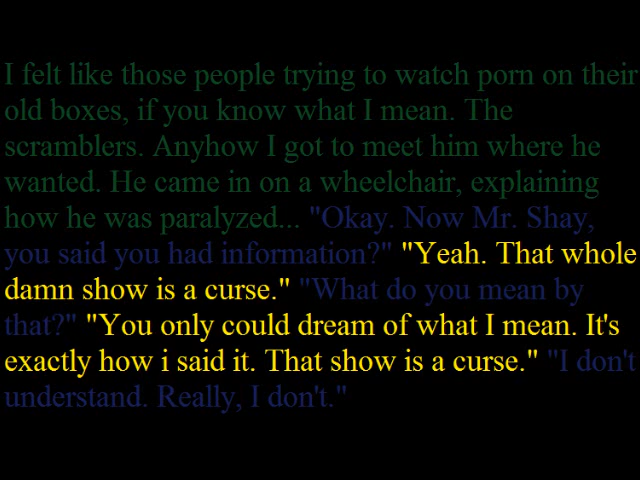 I felt like those people trying to watch porn on their
old boxes, if you know what I mean. The
scramblers. Anyhow I got to meet him where he
wanted. He came in on a wheelchair, explaining
how he was paralyzed... "Okay. Now Mr. Shay,
you said you had information?" "Yeah. That whole
damn show is a curse." "What do you mean by
that?" "You only could dream of what I mean. It's
exactly how i said it. That show is a curse." "I don't
understand. Really, I don't."